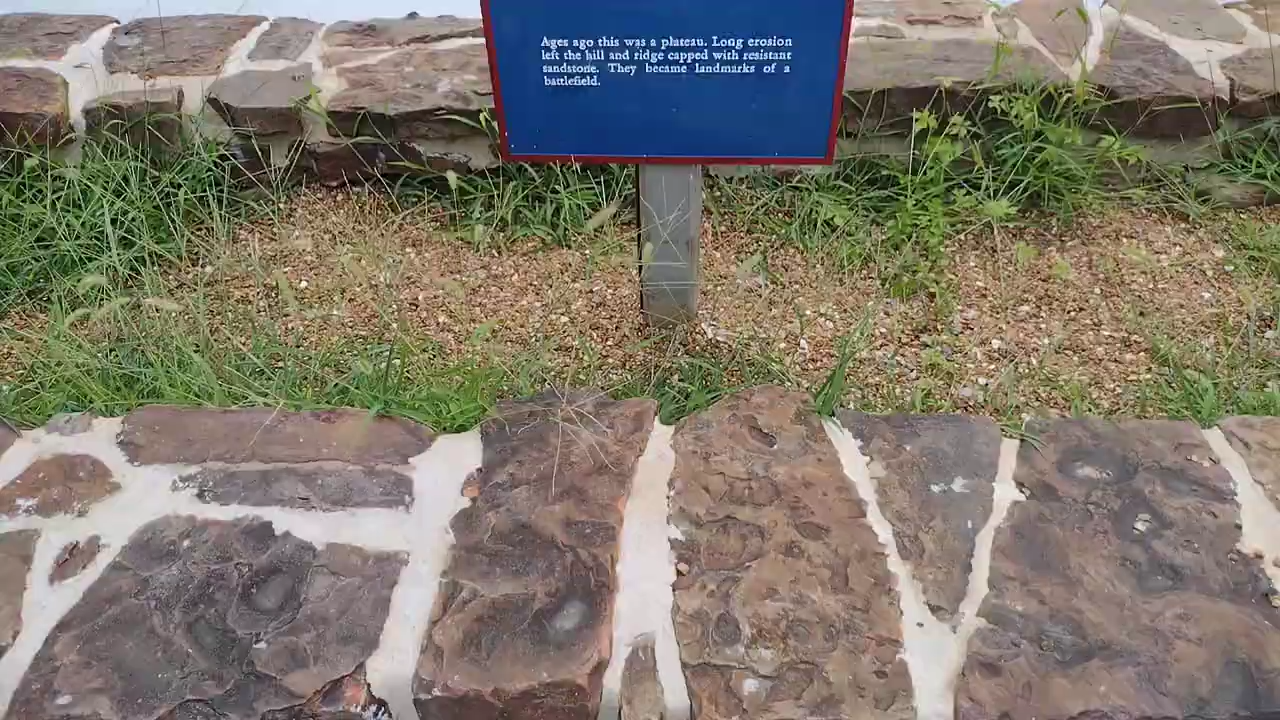 Ages ago this was a plateau. Long erosion
left the hill and ridge capped with resistant
sandstone. They became landmarks of a
battlefield.